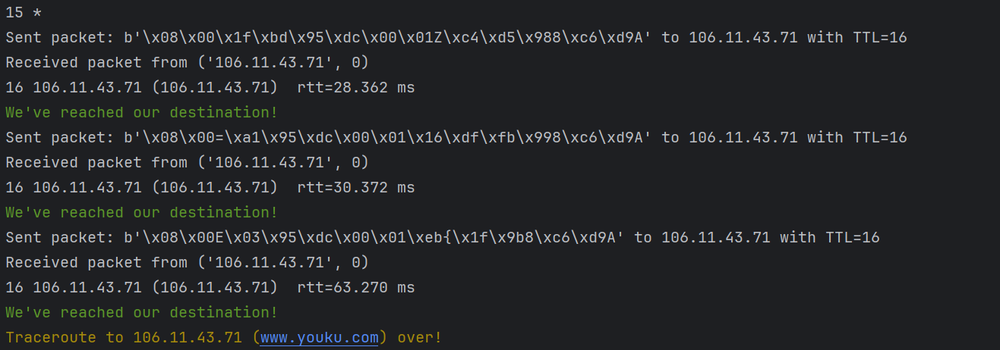 15 *
Sent packet: b'\x08\x00\x1f\xbd\x95\xdc\x00\x01Z\xc4\xd5\x988\xc6\xd9A' to 106.11.43.71 with TTL=16
Received packet from ('106.11.43.71', 0)
16 106.11.43.71 (106.11.43.71)  rtt=28.362 ms
We've reached our destination!
Sent packet: b'\x08\x00=\xa1\x95\xdc\x00\x01\x16\xdf\xfb\x998\xc6\xd9A' to 106.11.43.71 with TTL=16
Received packet from ('106.11.43.71', 0)
16 106.11.43.71 (106.11.43.71)  rtt=30.372 ms
We've reached our destination!
Sent packet: b'\x08\x00E\x03\x95\xdc\x00\x01\xeb{\x1f\x9b8\xc6\xd9A' to 106.11.43.71 with TTL=16
Received packet from ('106.11.43.71', 0)
16 106.11.43.71 (106.11.43.71)  rtt=63.270 ms
We've reached our destination!
Traceroute to 106.11.43.71 (www.youku.com) over!